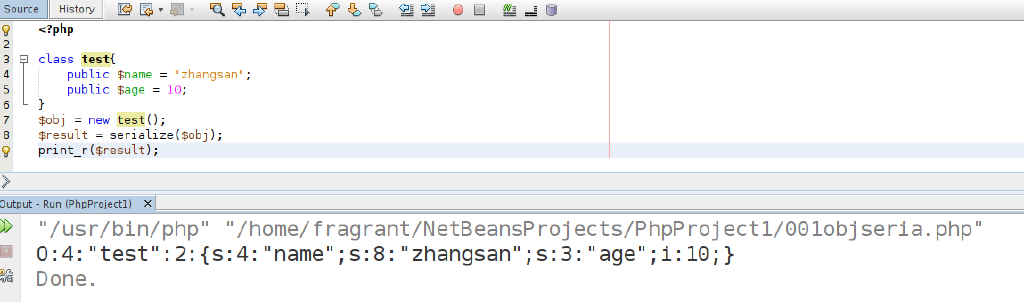 Source History
<?php
2
3 class test{
4 public $name = 'zhangsan';
5 public $age = 10;
6 }
7 $obj = new test();
8 $result = serialize($obj);
print_r($result);
Output - Run (PhpProject1) X
"/usr/bin/php" "/home/fragrant/NetBeansProjects/PhpProject1/001objseria.php"
O:4:"test":2:{s:4:"name";s:8:"zhangsan";s:3:"age";i:10;}
Done.